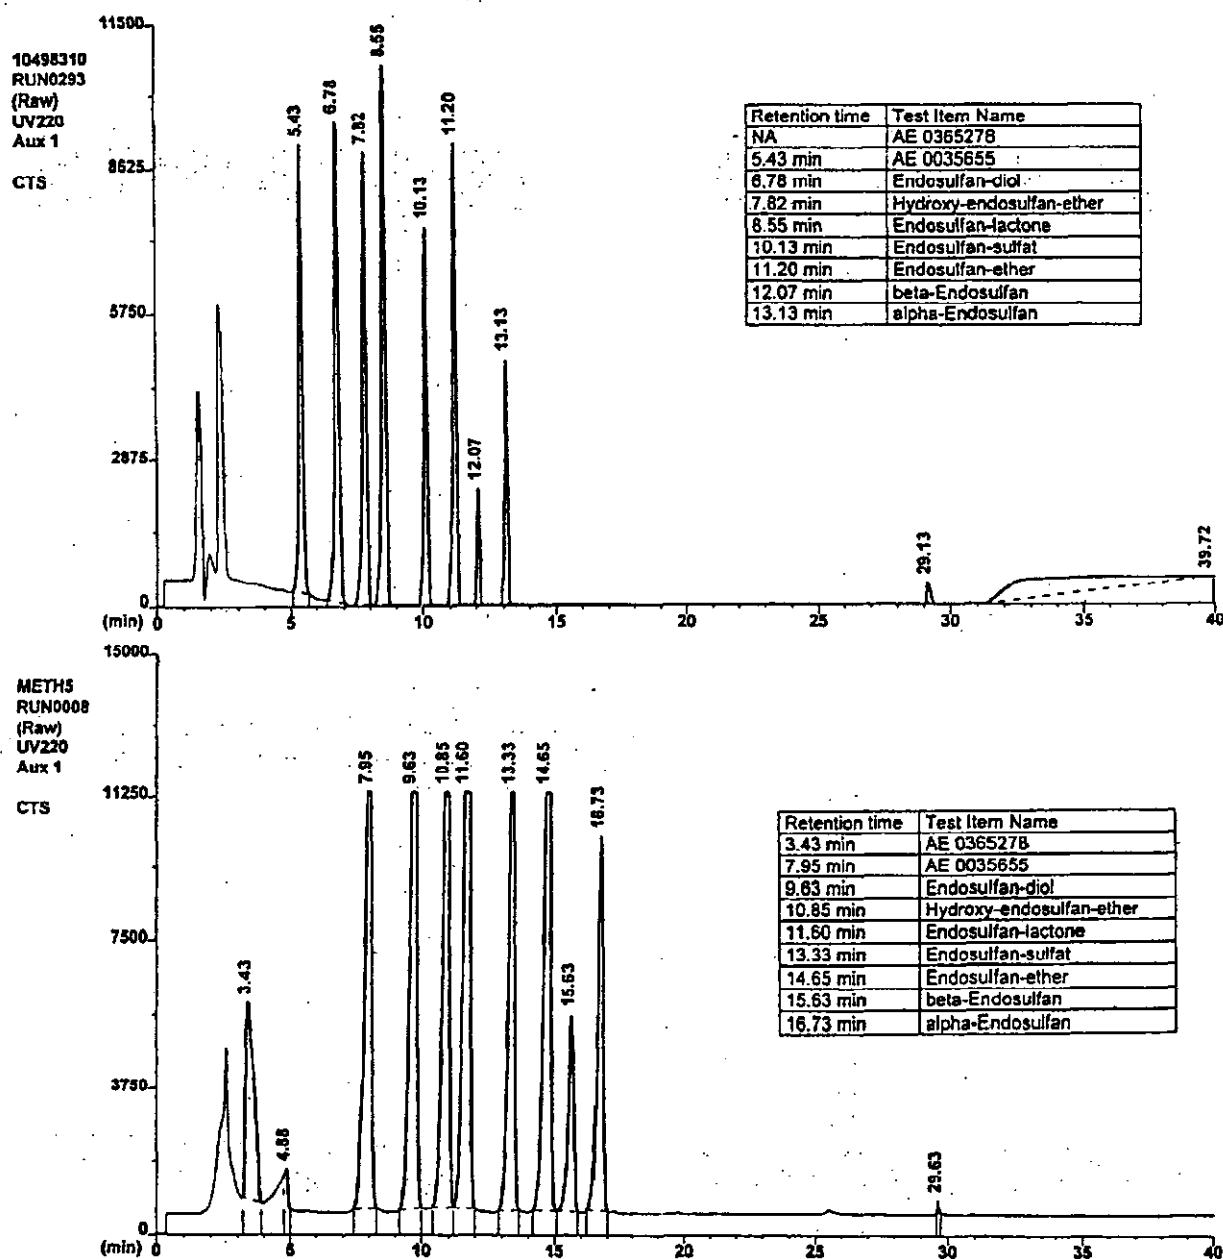 11500
10498310
RUN0293
(Raw)
UV220
Aux 1
CTS
8625
5750
2875
0
(min)
5.43
6.78
7.82
8.55
10.13
11.20
12.07
13.13
29.13
39.72
0 5 10 15 20 25 30 35 40
Retention time Test Item Name
NA AE 0365278
5.43 min AE 0035655
6.78 min Endosulfan-diol
7.82 min Hydroxy-endosulfan-ether
8.55 min Endosulfan-lactone
10.13 min Endosulfan-sulfat
11.20 min Endosulfan-ether
12.07 min beta-Endosulfan
13.13 min alpha-Endosulfan
15000
METH5
RUN0008
(Raw)
UV220
Aux 1
CTS
11250
7500
3750
0
(min)
3.43
4.88
7.95
9.63
10.85
11.60
13.33
14.65
15.63
16.73
29.63
0 5 10 15 20 25 30 35 40
Retention time Test Item Name
3.43 min AE 0365278
7.95 min AE 0035655
9.63 min Endosulfan-diol
10.85 min Hydroxy-endosulfan-ether
11.60 min Endosulfan-lactone
13.33 min Endosulfan-sulfat
14.65 min Endosulfan-ether
15.63 min beta-Endosulfan
16.73 min alpha-Endosulfan